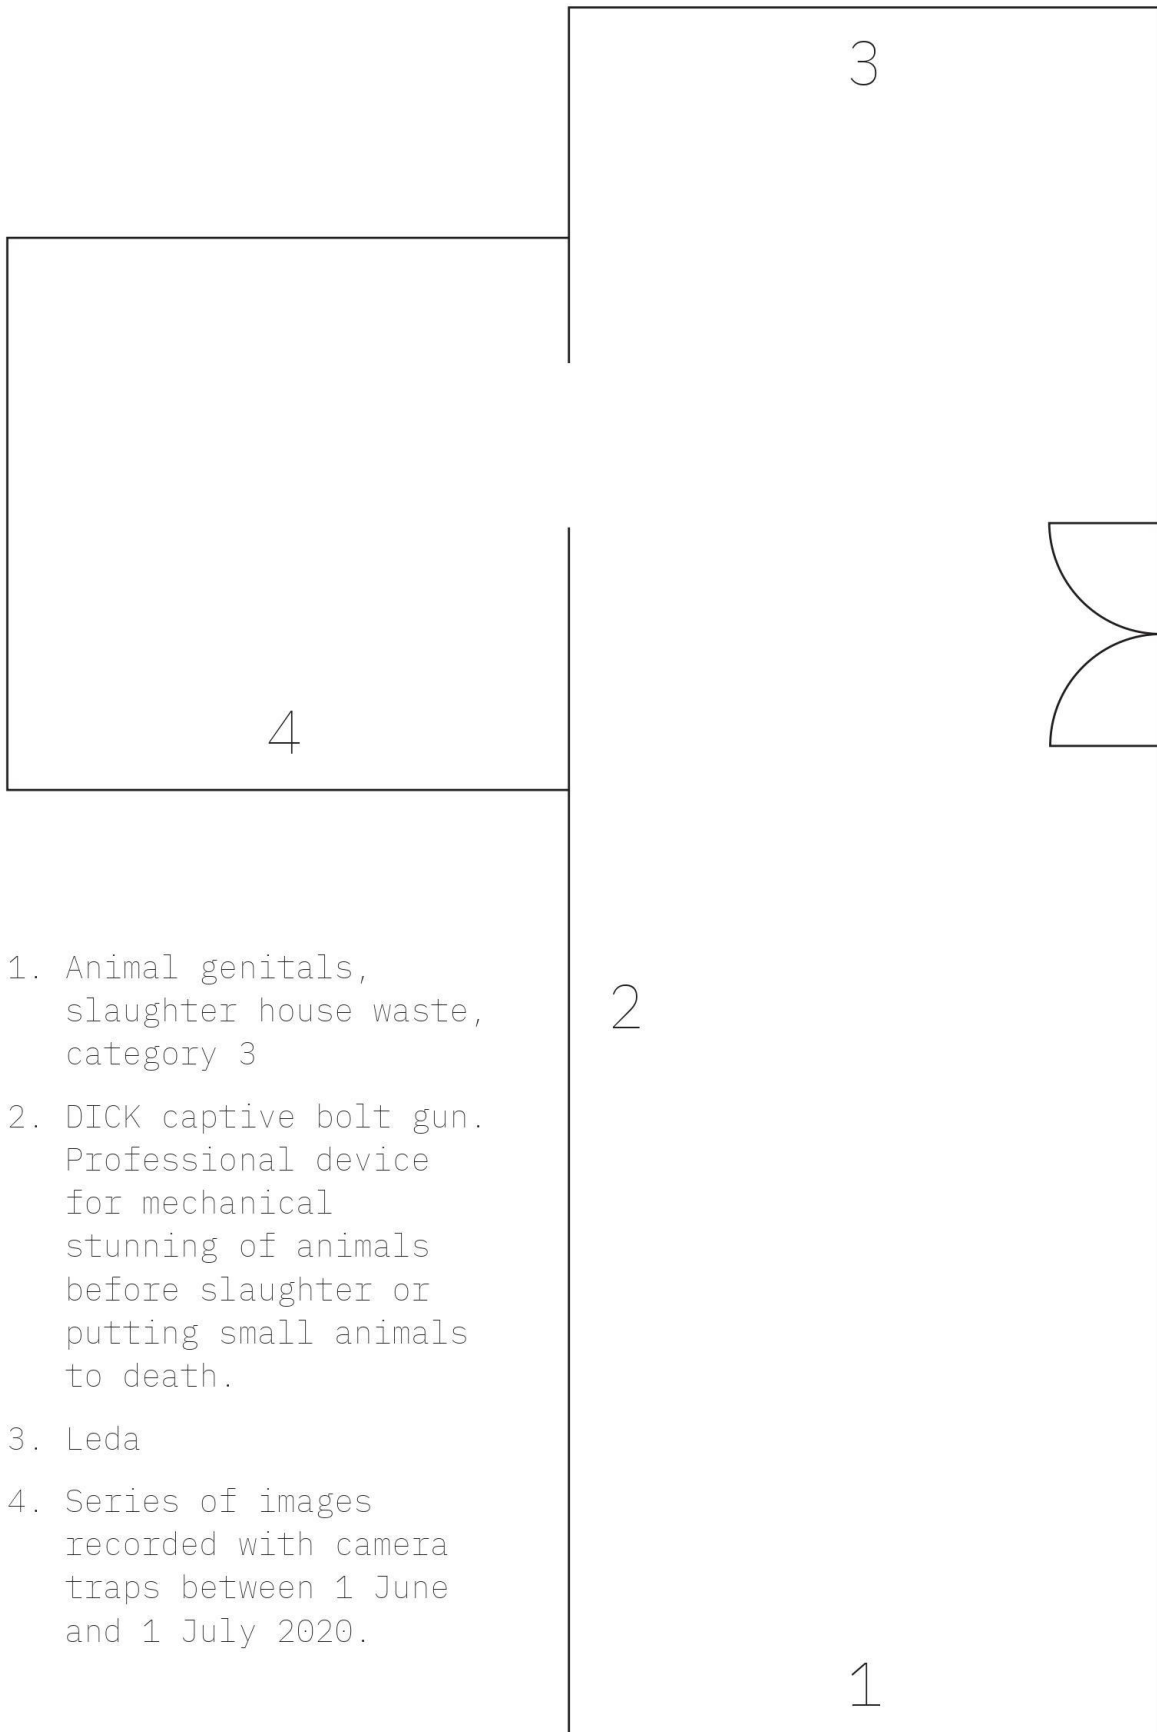 3
4
2
1
1. Animal genitals,
slaughter house waste,
category 3
2. DICK captive bolt gun.
Professional device
for mechanical
stunning of animals
before slaughter or
putting small animals
to death.
3. Leda
4. Series of images
recorded with camera
traps between 1 June
and 1 July 2020.